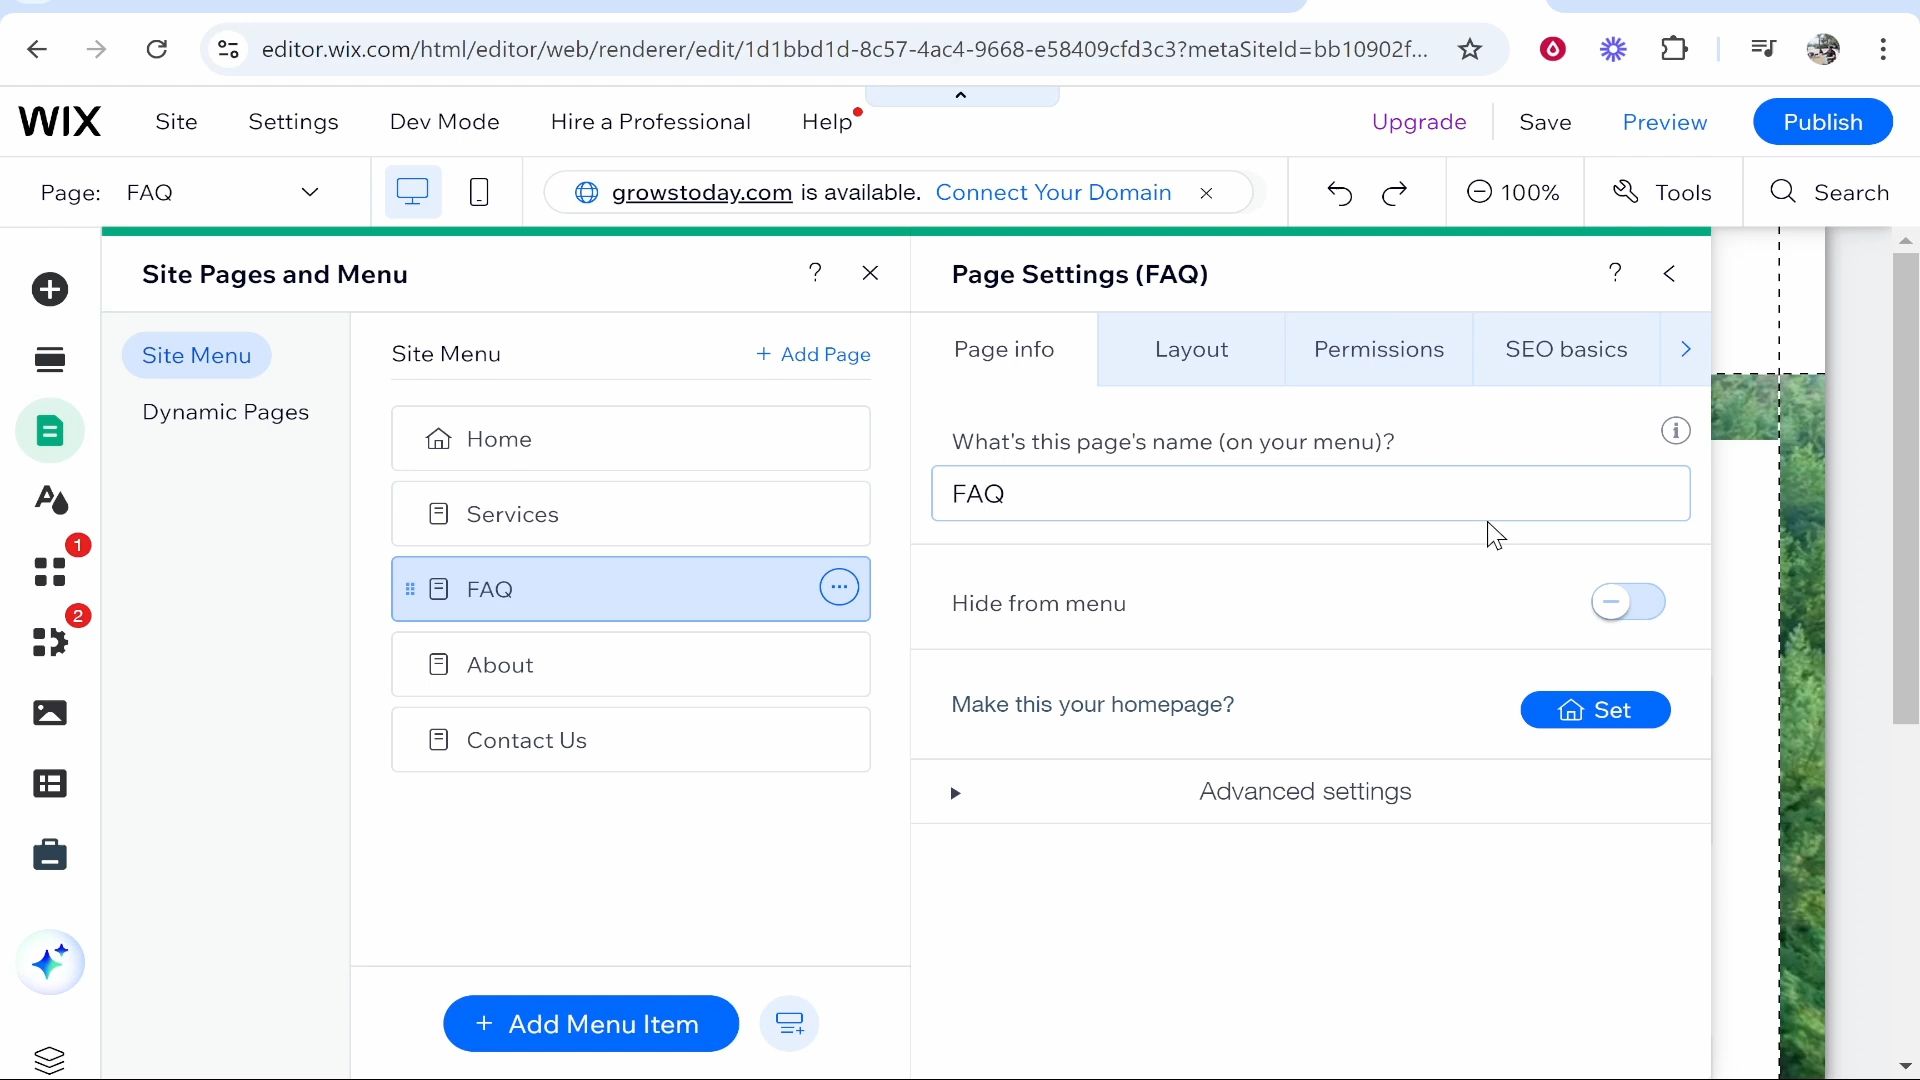 editor.wix.com/html/editor/web/renderer/edit/1d1bbd1d-8c57-4ac4-9668-e58409cfd3c3?metaSiteId=bb10902f...
WIX
Site
Settings
Dev Mode
Hire a Professional
Help
Upgrade
Save
Preview
Publish
Page: FAQ
growstoday.com is available. Connect Your Domain
100%
Tools
Search
Site Pages and Menu
?
Page Settings (FAQ)
?
Site Menu
Dynamic Pages
Site Menu
+ Add Page
Home
Services
FAQ
About
Contact Us
+ Add Menu Item
Page info
Layout
Permissions
SEO basics
What's this page's name (on your menu)?
FAQ
Hide from menu
Make this your homepage?
Set
Advanced settings
1
2